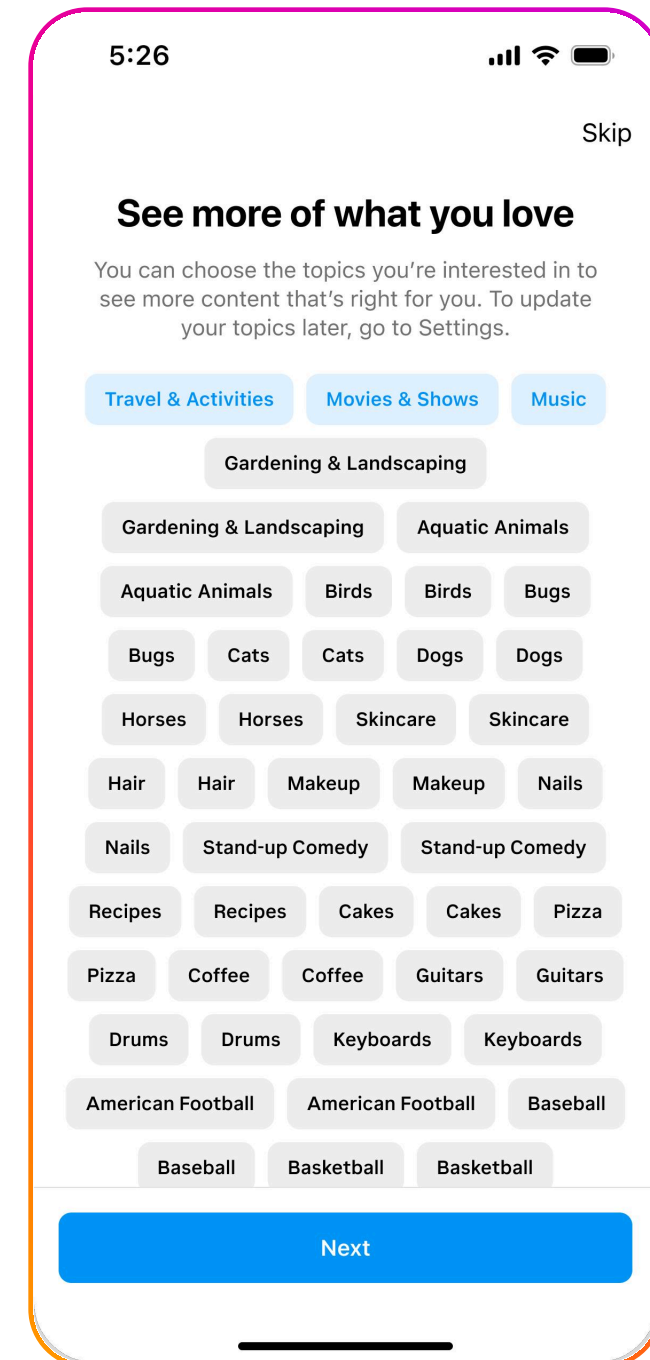 5:26
Skip
See more of what you love
You can choose the topics you’re interested in to
see more content that’s right for you. To update
your topics later, go to Settings.
Travel & Activities Movies & Shows Music
Gardening & Landscaping
Gardening & Landscaping Aquatic Animals
Aquatic Animals Birds Birds Bugs
Bugs Cats Cats Dogs Dogs
Horses Horses Skincare Skincare
Hair Hair Makeup Makeup Nails
Nails Stand-up Comedy Stand-up Comedy
Recipes Recipes Cakes Cakes Pizza
Pizza Coffee Coffee Guitars Guitars
Drums Drums Keyboards Keyboards
American Football American Football Baseball
Baseball Basketball Basketball
Next